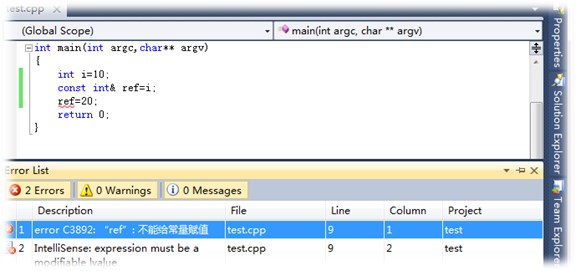 test.cpp
(Global Scope)
main(int argc, char ** argv)
int main(int argc,char** argv)
{
int i=10;
const int& ref=i;
ref=20;
return 0;
}
Properties
Solution Explorer
Team Explorer
Error List
2 Errors
0 Warnings
0 Messages
Description File Line Column Project
1 error C3892: “ref”: 不能给常量赋值 test.cpp 9 1 test
2 IntelliSense: expression must be a test.cpp 9 2 test
modifiable lvalue